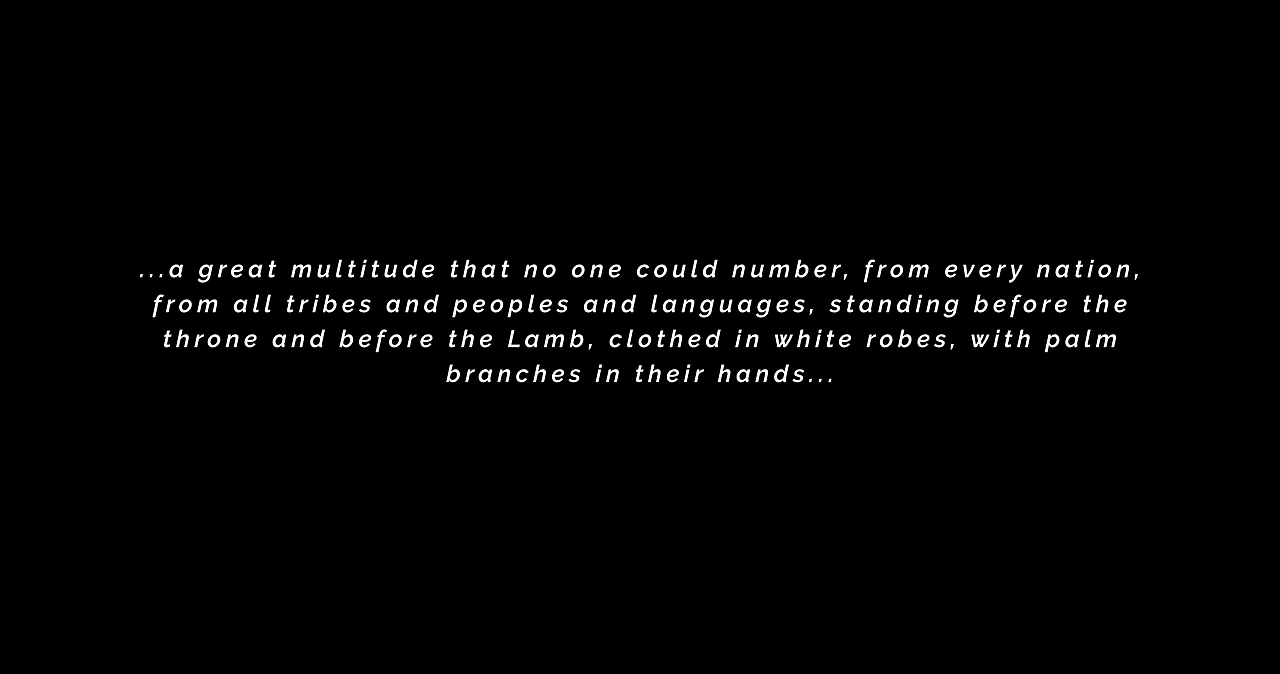 ...a great multitude that no one could number, from every nation,
from all tribes and peoples and languages, standing before the
throne and before the Lamb, clothed in white robes, with palm
branches in their hands...